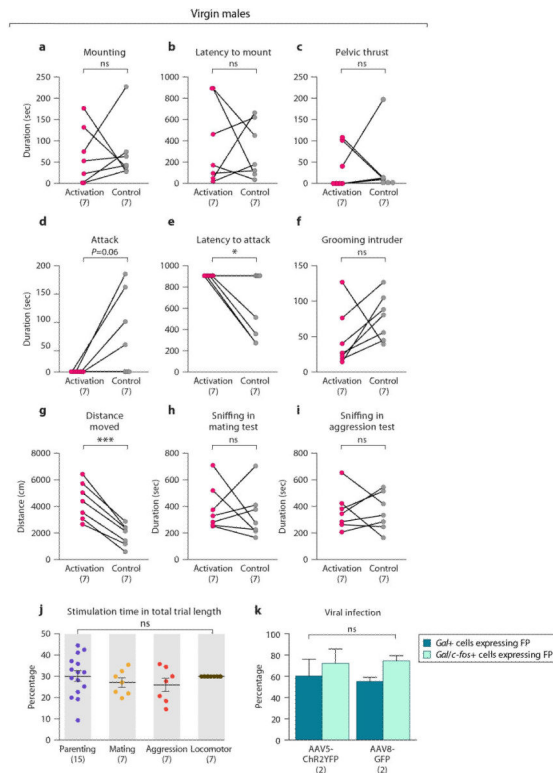 Virgin males
a
Mounting
ns
250
200
150
100
50
0
Duration (sec)
Activation
(7)
Control
(7)
b
Latency to mount
ns
1000
800
600
400
200
0
Duration (sec)
Activation
(7)
Control
(7)
c
Pelvic thrust
ns
250
200
150
100
50
0
Duration (sec)
Activation
(7)
Control
(7)
d
Attack
P=0.06
200
150
100
50
0
Duration (sec)
Activation
(7)
Control
(7)
e
Latency to attack
*
1000
800
600
400
200
0
Duration (sec)
Activation
(7)
Control
(7)
f
Grooming intruder
ns
200
150
100
50
0
Duration (sec)
Activation
(7)
Control
(7)
g
Distance
moved
***
8000
6000
4000
2000
0
Distance (cm)
Activation
(7)
Control
(7)
h
Sniffing in
mating test
ns
800
600
400
200
0
Duration (sec)
Activation
(7)
Control
(7)
i
Sniffing in
aggression test
ns
800
600
400
200
0
Duration (sec)
Activation
(7)
Control
(7)
j
Stimulation time in total trial length
ns
50
40
30
20
10
0
Percentage
Parenting
(15)
Mating
(7)
Aggression
(7)
Locomotor
(7)
k
Viral infection
ns
100
80
60
40
20
0
Percentage
AAV5-
ChR2YFP
(2)
AAV8-
GFP
(2)
Gal+ cells expressing FP
Gal/c-fos+ cells expressing FP